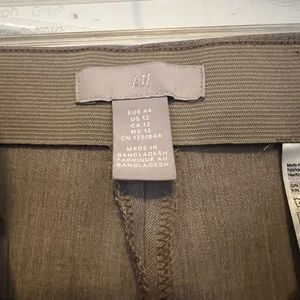 H&M
EUR 44
US 12
CA 12
MX 12
CN 175/84A
MADE IN
BANGLADESH
FABRIQUÉ AU
BANGLADESH